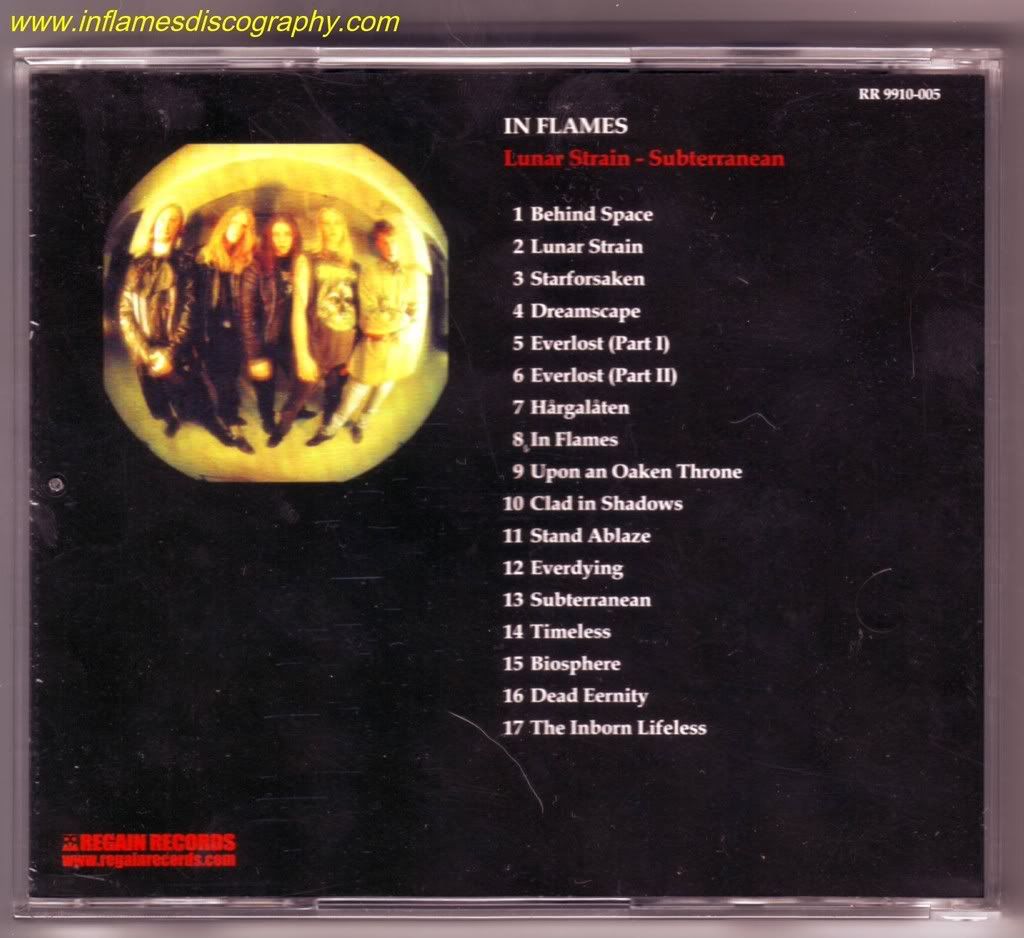 www.inflamesdiscography.com
RR 9910-005
IN FLAMES
Lunar Strain - Subterranean
1 Behind Space
2 Lunar Strain
3 Starforsaken
4 Dreamscape
5 Everlost (Part I)
6 Everlost (Part II)
7 Hårgalåten
8 In Flames
9 Upon an Oaken Throne
10 Clad in Shadows
11 Stand Ablaze
12 Everdying
13 Subterranean
14 Timeless
15 Biosphere
16 Dead Eernity
17 The Inborn Lifeless
REGAIN RECORDS
www.regainrecords.com